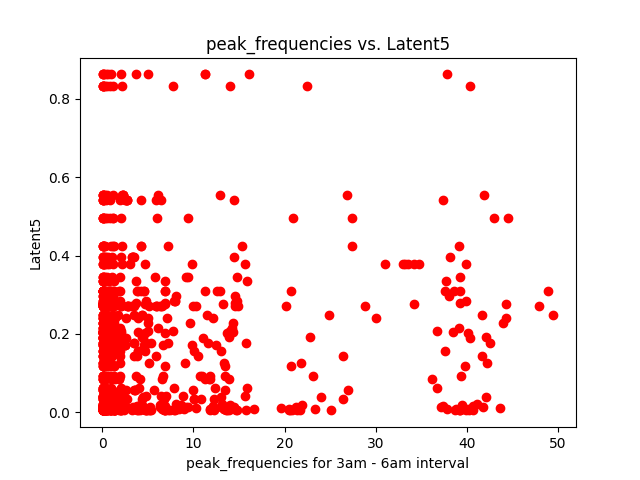 peak_frequencies vs. Latent5
0.8
0.6
0.4
0.2
0.0
Latent5
0 10 20 30 40 50
peak_frequencies for 3am - 6am interval